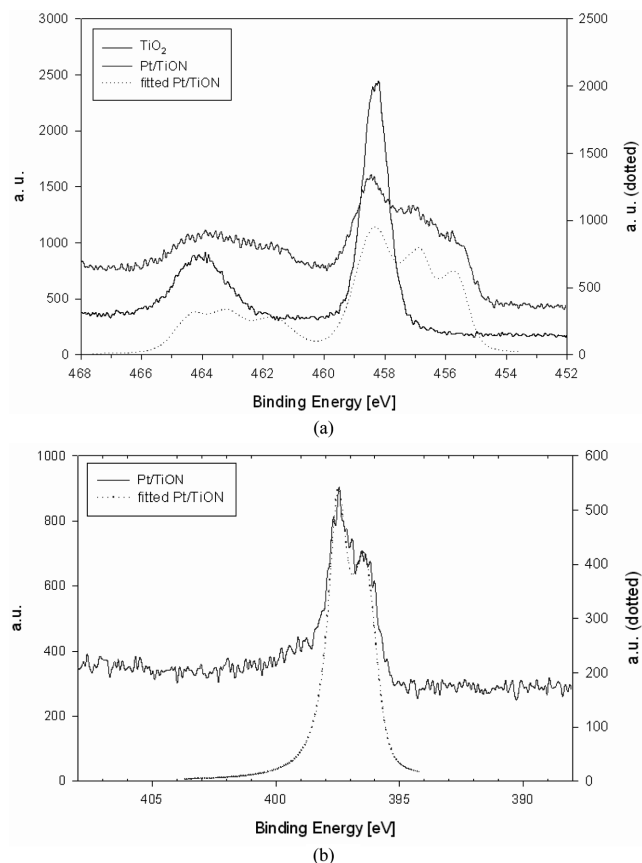 3000
2500
2000
1500
1000
500
0
a. u.
TiO2
Pt/TiON
fitted Pt/TiON
2500
2000
1500
1000
500
0
a. u. (dotted)
468 466 464 462 460 458 456 454 452
Binding Energy [eV]
(a)
1000
800
600
400
200
0
a.u.
Pt/TiON
fitted Pt/TiON
600
500
400
300
200
100
0
a.u. (dotted)
405 400 395 390
Binding Energy [eV]
(b)